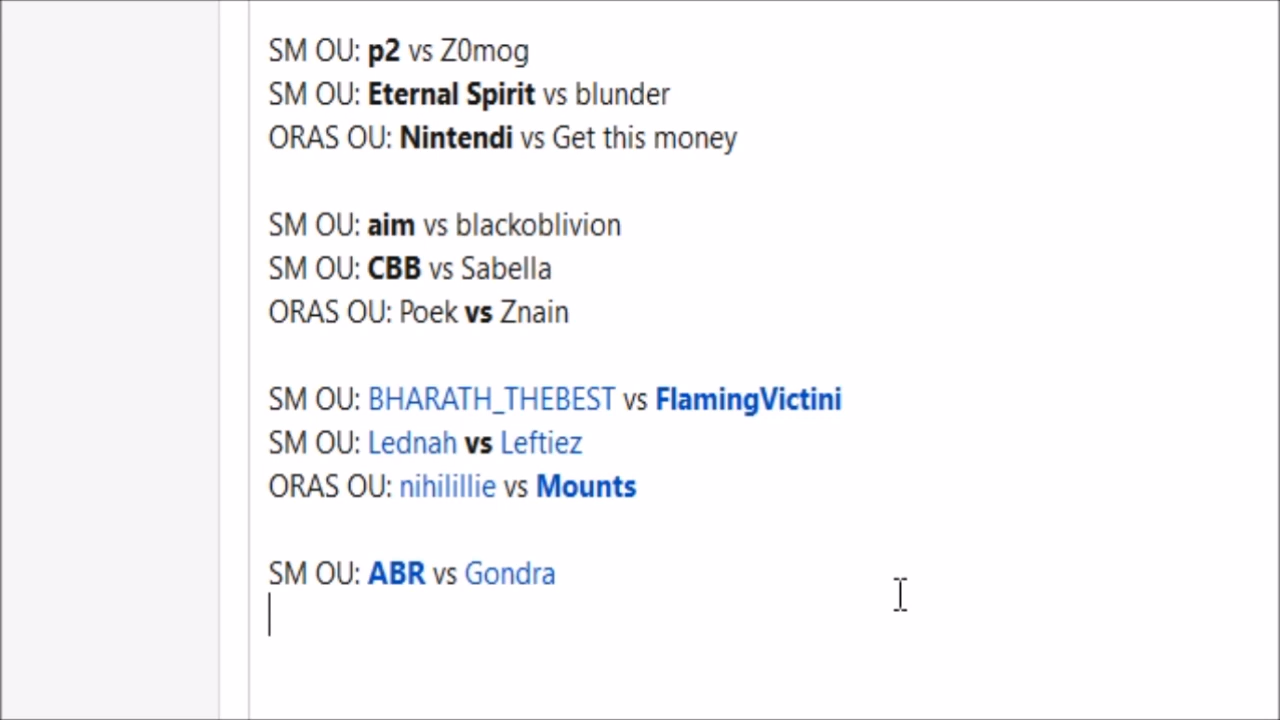 SM OU: p2 vs Z0mog
SM OU: Eternal Spirit vs blunder
ORAS OU: Nintendi vs Get this money
SM OU: aim vs blackoblivion
SM OU: CBB vs Sabella
ORAS OU: Poek vs Znain
SM OU: BHARATH_THEBEST vs FlamingVictini
SM OU: Lednah vs Leftiez
ORAS OU: nihilillie vs Mounts
SM OU: ABR vs Gondra